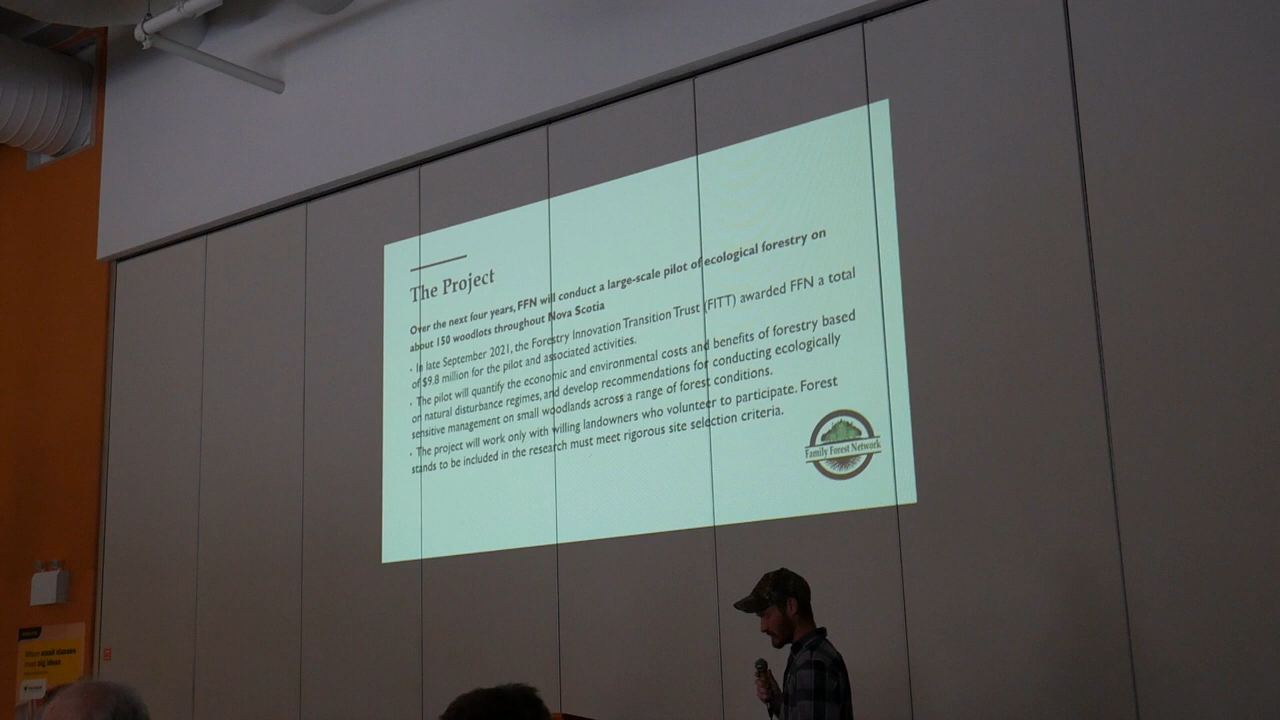 The Project
Over the next four years, FFN will conduct a large-scale pilot of ecological forestry on
about 150 woodlots throughout Nova Scotia
· In late September 2021, the Forestry Innovation Transition Trust (FITT) awarded FFN a total
of $9.8 million for the pilot and associated activities.
· The pilot will quantify the economic and environmental costs and benefits of forestry based
on natural disturbance regimes, and develop recommendations for conducting ecologically
sensitive management on small woodlands across a range of forest conditions.
· The project will work only with willing landowners who volunteer to participate. Forest
stands to be included in the research must meet rigorous site selection criteria.
Family Forest Network
small classes
big ideas